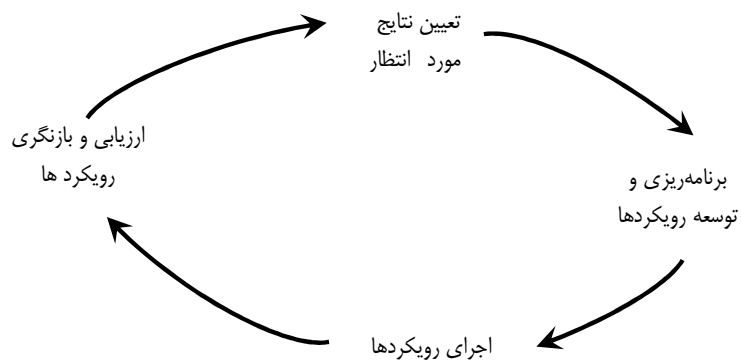 تعیین نتایج
مورد انتظار
برنامه‌ریزی و
توسعه رویکردها
اجرای رویکردها
ارزیابی و بازنگری
رویکرد ها